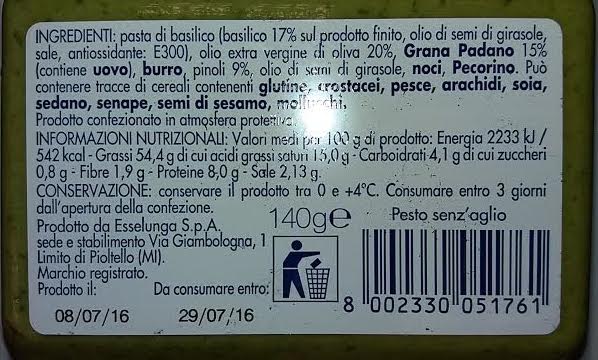 INGREDIENTI: pasta di basilico (basilico 17% sul prodotto finito, olio di semi di girasole,
sale, antiossidante: E300), olio extra vergine di oliva 20%, Grana Padano 15%
(contiene uovo), burro, pinoli 9%, olio di semi di girasole, noci, Pecorino. Può
contenere tracce di cereali contenenti glutine, crostacei, pesce, arachidi, soia,
sedano, senape, semi di sesamo, molluschi.
Prodotto confezionato in atmosfera protettiva.
INFORMAZIONI NUTRIZIONALI: Valori medi per 100 g di prodotto: Energia 2233 kJ /
542 kcal - Grassi 54,4 g di cui acidi grassi saturi 15,0 g - Carboidrati 4,1 g di cui zuccheri
0,8 g - Fibre 1,9 g - Proteine 8,0 g - Sale 2,13 g.
CONSERVAZIONE: conservare il prodotto tra 0 e +4°C. Consumare entro 3 giorni
dall'apertura della confezione.
Prodotto da Esselunga S.p.A.
sede e stabilimento Via Giambologna, 1
Limito di Pioltello (MI).
Marchio registrato.
Prodotto il: Da consumare entro:
08/07/16 29/07/16
140g℮
Pesto senz'aglio
8 002330 051761